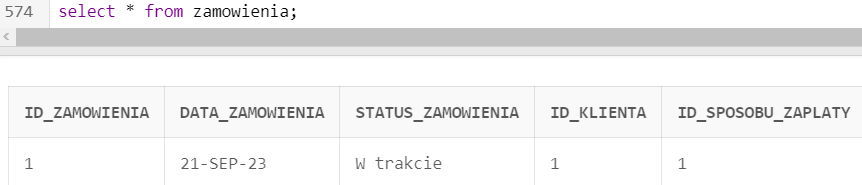 574 select * from zamowienia;
ID_ZAMOWIENIA DATA_ZAMOWIENIA STATUS_ZAMOWIENIA ID_KLIENTA ID_SPOSOBU_ZAPLATY
1 21-SEP-23 W trakcie 1 1